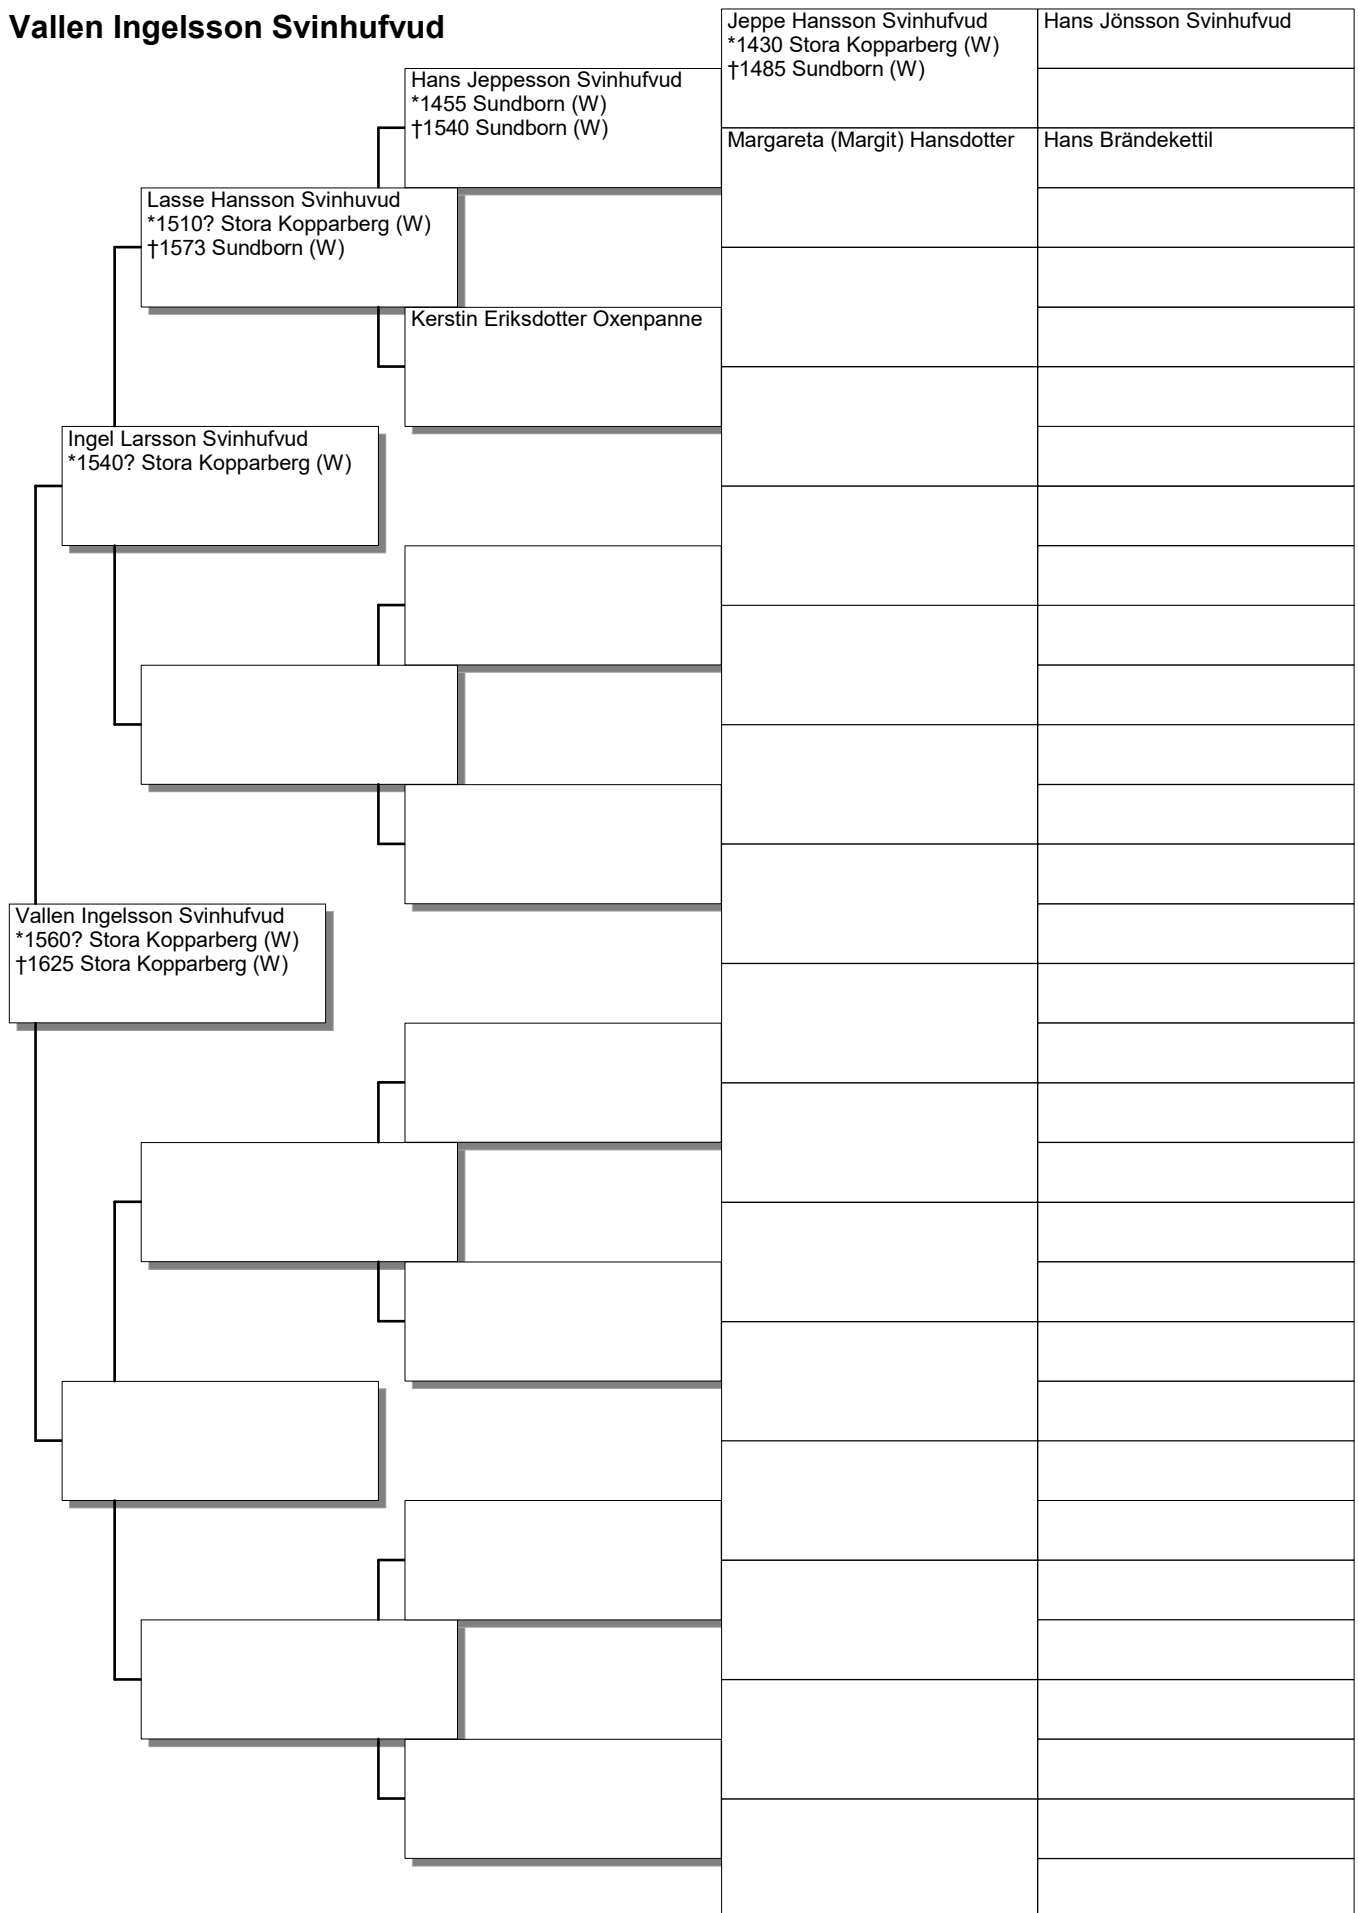 Vallen Ingelsson Svinhufvud
Jeppe Hansson Svinhufvud
*1430 Stora Kopparberg (W)
†1485 Sundborn (W)
Hans Jönsson Svinhufvud
Hans Jeppesson Svinhufvud
*1455 Sundborn (W)
†1540 Sundborn (W)
Margareta (Margit) Hansdotter
Hans Brändekettil
Lasse Hansson Svinhuvud
*1510? Stora Kopparberg (W)
†1573 Sundborn (W)
Kerstin Eriksdotter Oxenpanne
Ingel Larsson Svinhufvud
*1540? Stora Kopparberg (W)
Vallen Ingelsson Svinhufvud
*1560? Stora Kopparberg (W)
†1625 Stora Kopparberg (W)